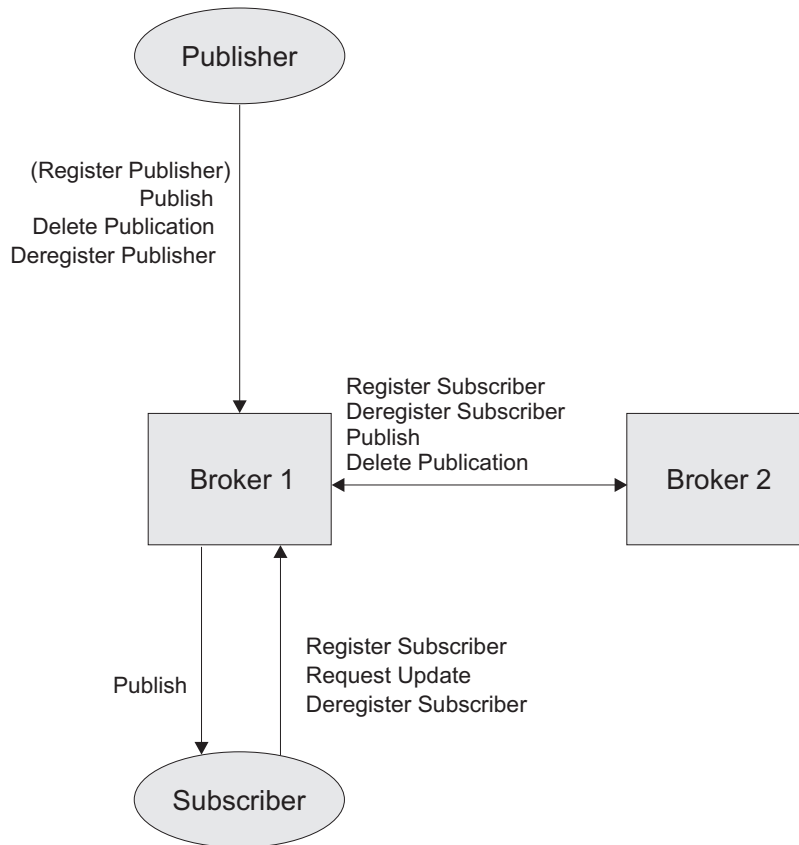 Publisher
(Register Publisher)
Publish
Delete Publication
Deregister Publisher
Register Subscriber
Deregister Subscriber
Publish
Delete Publication
Broker 1
Broker 2
Publish
Register Subscriber
Request Update
Deregister Subscriber
Subscriber